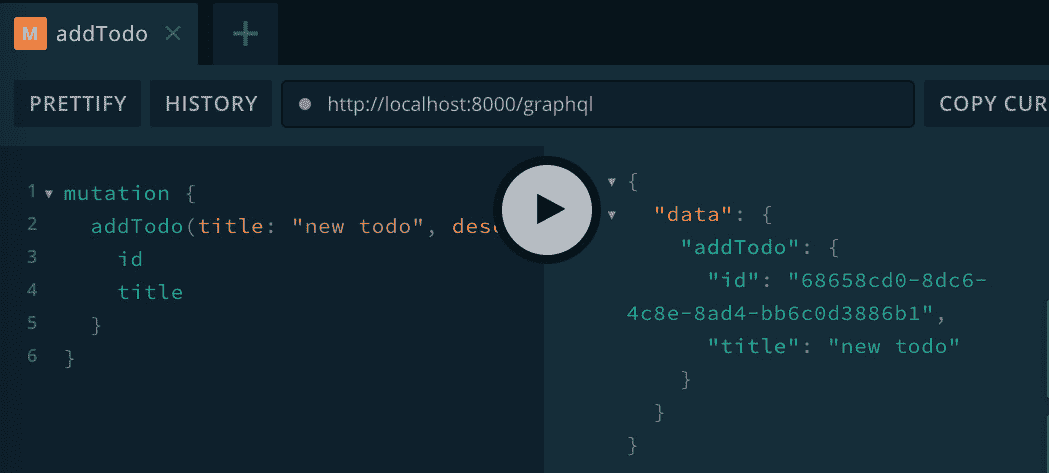 M addTodo
PRETTIFY HISTORY http://localhost:8000/graphql COPY CUR
1 mutation {
2 addTodo(title: "new todo", desc
3 id
4 title
5 }
6 }
{
"data": {
"addTodo": {
"id": "68658cd0-8dc6-
4c8e-8ad4-bb6c0d3886b1",
"title": "new todo"
}
}
}